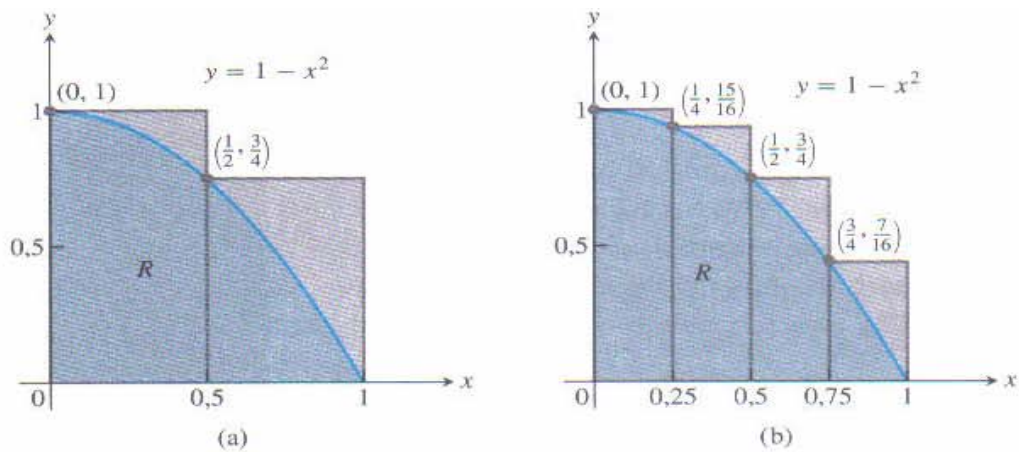 y
y = 1 − x²
1
(0, 1)
(1/2, 3/4)
0,5
R
0
0,5
1
x
(a)
y
y = 1 − x²
1
(0, 1)
(1/4, 15/16)
(1/2, 3/4)
(3/4, 7/16)
0,5
R
0
0,25
0,5
0,75
1
x
(b)